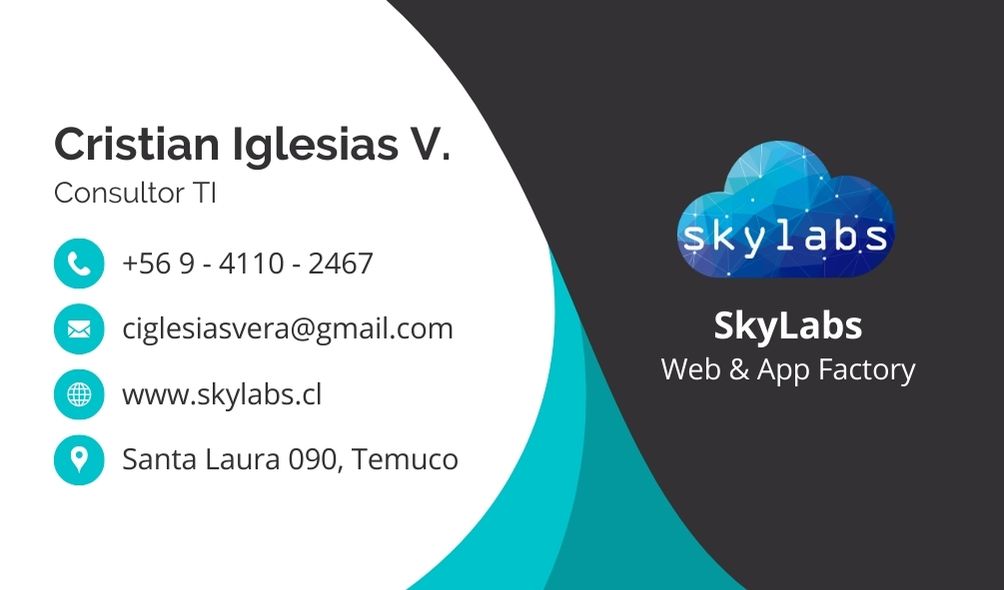 Cristian Iglesias V.
Consultor TI
+56 9 - 4110 - 2467
ciglesiasvera@gmail.com
www.skylabs.cl
Santa Laura 090, Temuco
skylabs
SkyLabs
Web & App Factory